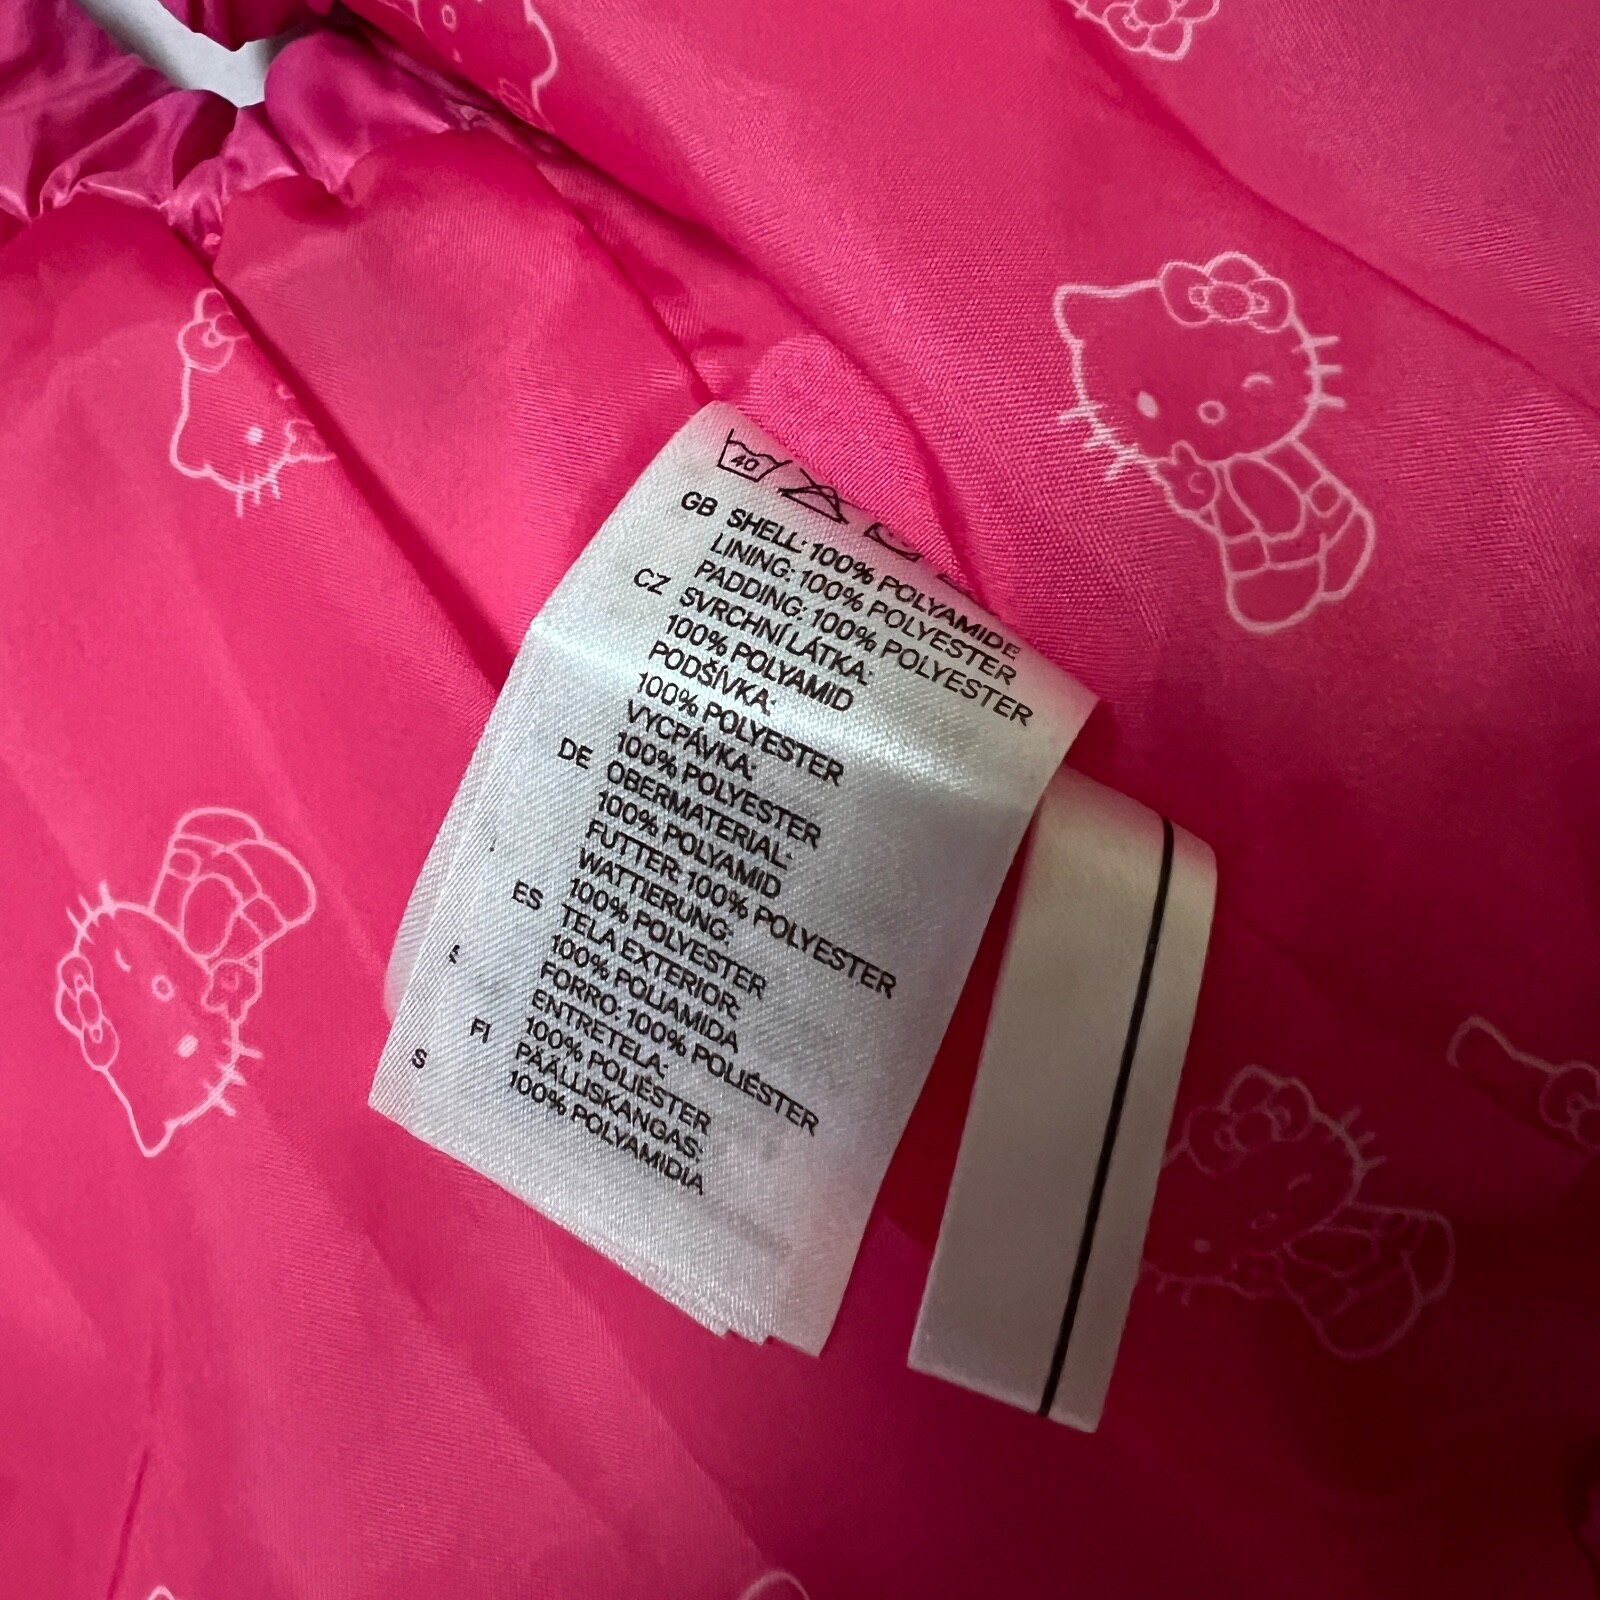 40
GB SHELL: 100% POLYAMIDE
LINING: 100% POLYESTER
PADDING: 100% POLYESTER
CZ SVRCHNÍ LÁTKA:
100% POLYAMID
PODŠÍVKA:
100% POLYESTER
VYCPÁVKA:
100% POLYESTER
DE OBERMATERIAL:
100% POLYAMID
FUTTER: 100% POLYESTER
WATTIERUNG:
100% POLYESTER
ES TELA EXTERIOR:
100% POLIAMIDA
FORRO: 100% POLIÉSTER
ENTRETELA:
100% POLIÉSTER
FI PÄÄLLISKANGAS:
100% POLYAMIDIA
S